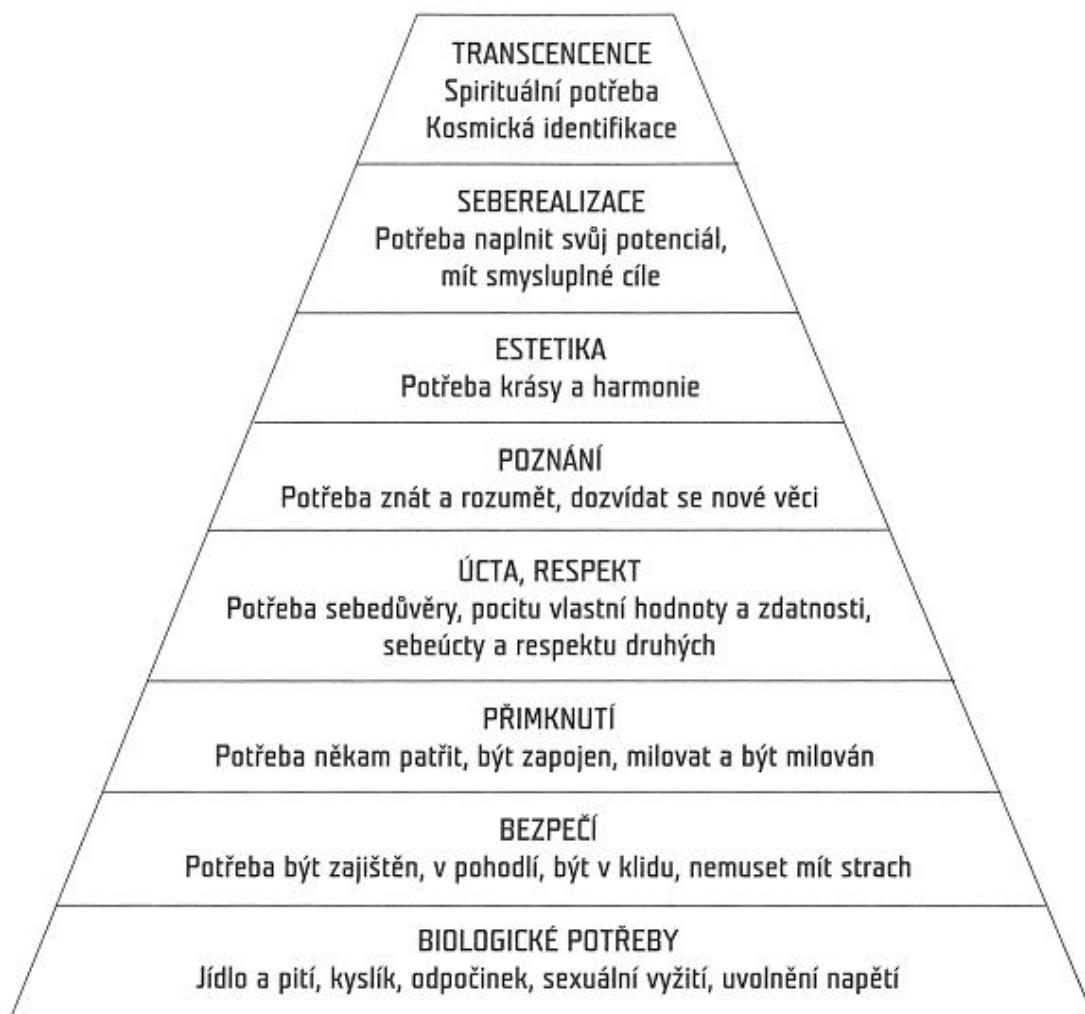 TRANSCENCENCE
Spirituální potřeba
Kosmická identifikace
SEBEREALIZACE
Potřeba naplnit svůj potenciál,
mít smysluplné cíle
ESTETIKA
Potřeba krásy a harmonie
POZNÁNÍ
Potřeba znát a rozumět, dozvídat se nové věci
ÚCTA, RESPEKT
Potřeba sebedůvěry, pocitu vlastní hodnoty a zdatnosti,
sebeúcty a respektu druhých
PŘIMKNUTÍ
Potřeba někam patřit, být zapojen, milovat a být milován
BEZPEČÍ
Potřeba být zajištěn, v pohodlí, být v klidu, nemuset mít strach
BIOLOGICKÉ POTŘEBY
Jídlo a pití, kyslík, odpočinek, sexuální vyžití, uvolnění napětí